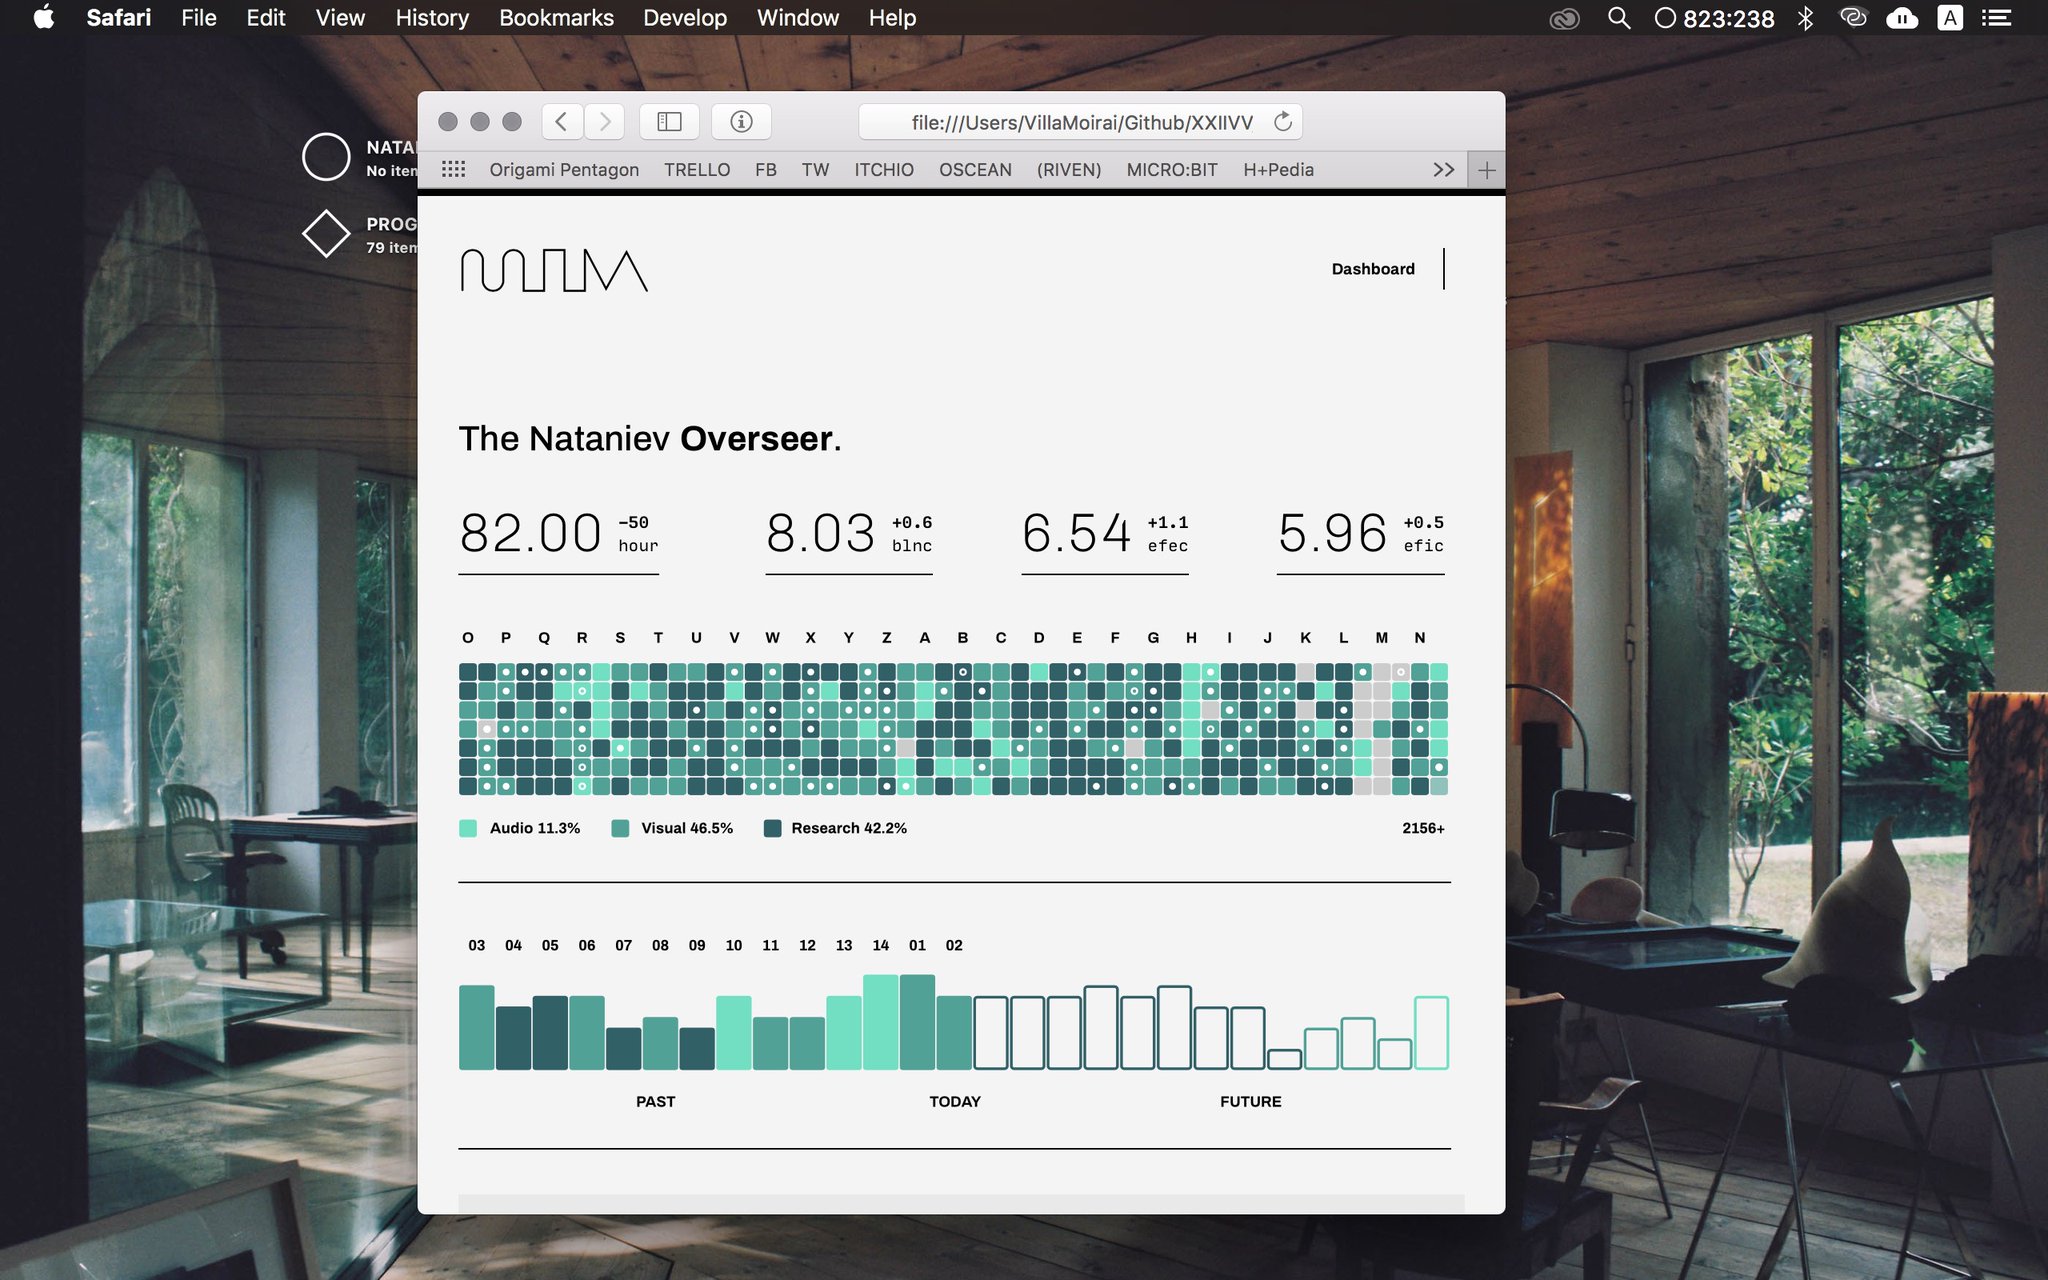 Safari File Edit View History Bookmarks Develop Window Help 823:238 A
NATA
No item
PROG
79 item
file:///Users/VillaMoirai/Github/XXIIVV
Origami Pentagon TRELLO FB TW ITCHIO OSCEAN (RIVEN) MICRO:BIT H+Pedia >> +
Dashboard
The Nataniev Overseer.
82.00 -50 hour 8.03 +0.6 blnc 6.54 +1.1 efec 5.96 +0.5 efic
O P Q R S T U V W X Y Z A B C D E F G H I J K L M N
Audio 11.3% Visual 46.5% Research 42.2% 2156+
03 04 05 06 07 08 09 10 11 12 13 14 01 02
PAST TODAY FUTURE